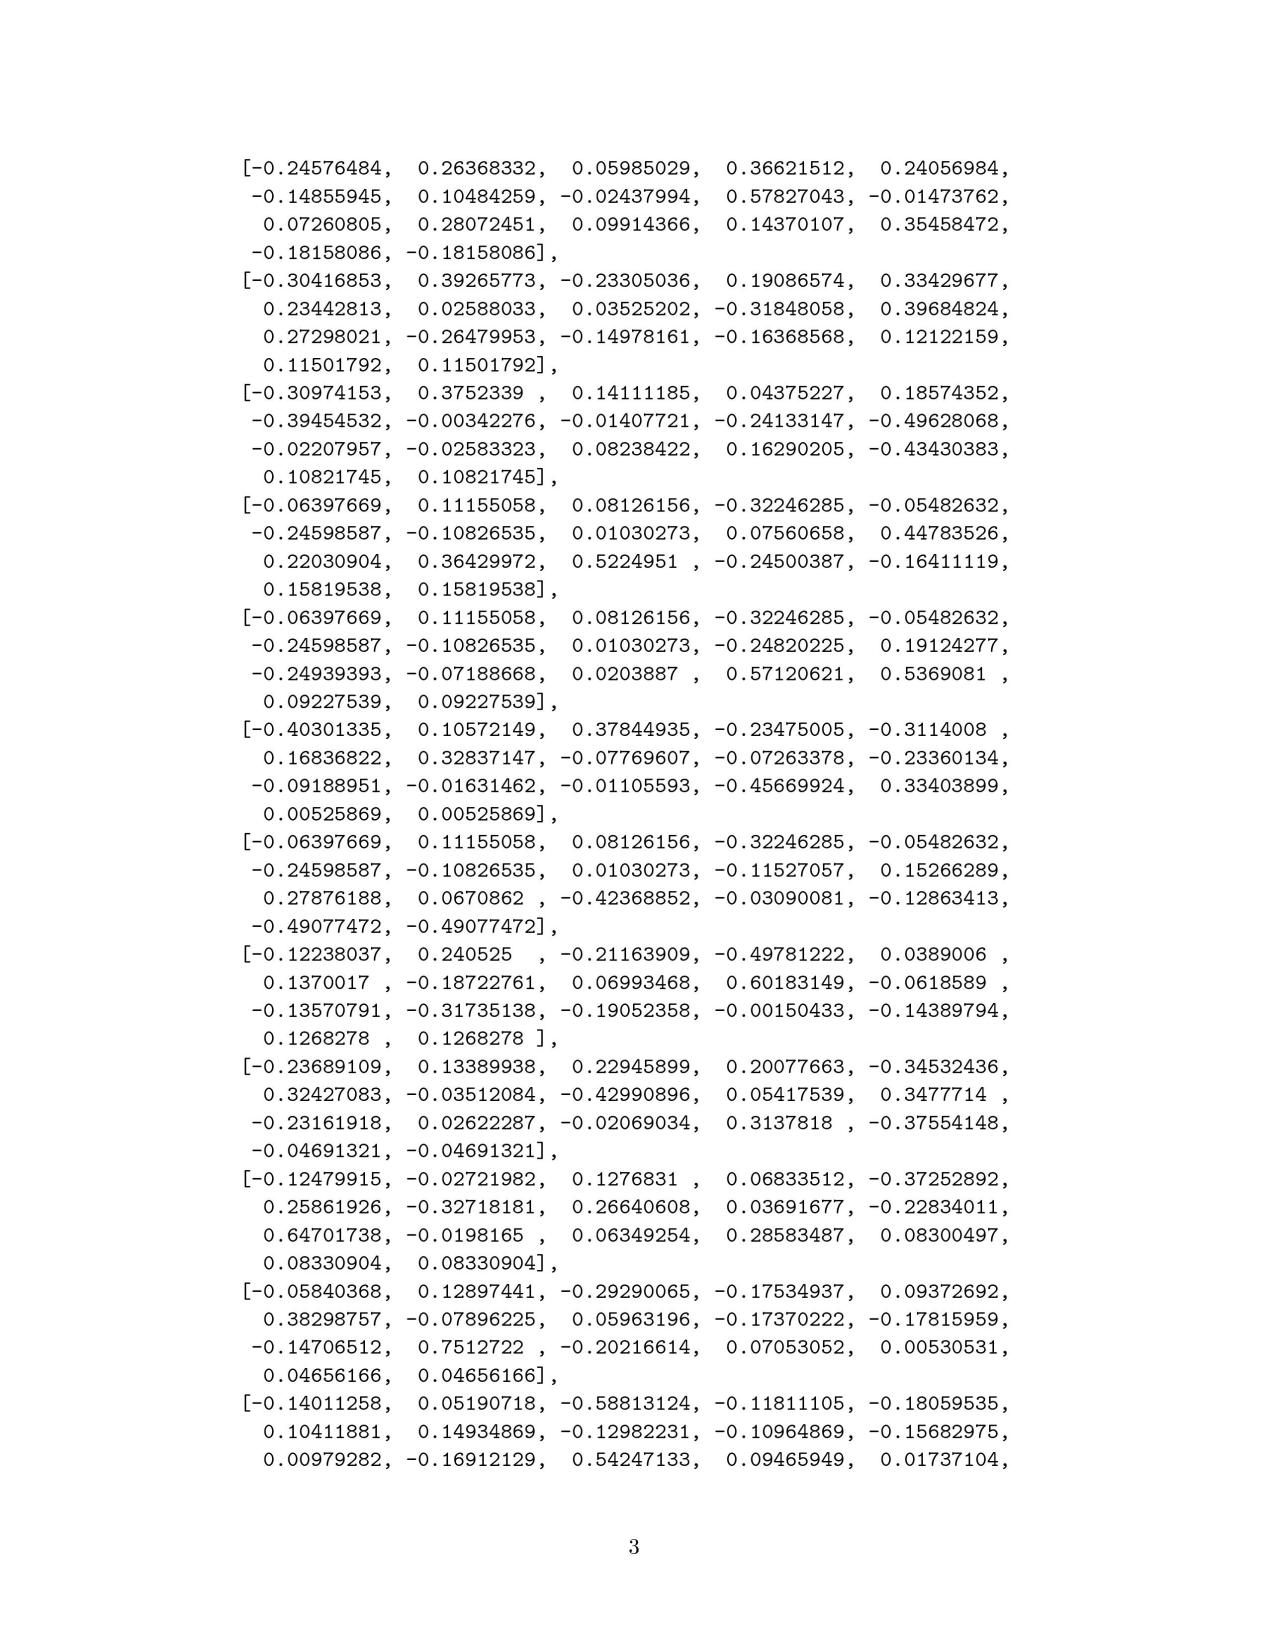 [-0.24576484,  0.26368332,  0.05985029,  0.36621512,  0.24056984,
-0.14855945,  0.10484259, -0.02437994,  0.57827043, -0.01473762,
0.07260805,  0.28072451,  0.09914366,  0.14370107,  0.35458472,
-0.18158086, -0.18158086],
[-0.30416853,  0.39265773, -0.23305036,  0.19086574,  0.33429677,
0.23442813,  0.02588033,  0.03525202, -0.31848058,  0.39684824,
0.27298021, -0.26479953, -0.14978161, -0.16368568,  0.12122159,
0.11501792,  0.11501792],
[-0.30974153,  0.3752339 ,  0.14111185,  0.04375227,  0.18574352,
-0.39454532, -0.00342276, -0.01407721, -0.24133147, -0.49628068,
-0.02207957, -0.02583323,  0.08238422,  0.16290205, -0.43430383,
0.10821745,  0.10821745],
[-0.06397669,  0.11155058,  0.08126156, -0.32246285, -0.05482632,
-0.24598587, -0.10826535,  0.01030273,  0.07560658,  0.44783526,
0.22030904,  0.36429972,  0.5224951 , -0.24500387, -0.16411119,
0.15819538,  0.15819538],
[-0.06397669,  0.11155058,  0.08126156, -0.32246285, -0.05482632,
-0.24598587, -0.10826535,  0.01030273, -0.24820225,  0.19124277,
-0.24939393, -0.07188668,  0.0203887 ,  0.57120621,  0.5369081 ,
0.09227539,  0.09227539],
[-0.40301335,  0.10572149,  0.37844935, -0.23475005, -0.3114008 ,
0.16836822,  0.32837147, -0.07769607, -0.07263378, -0.23360134,
-0.09188951, -0.01631462, -0.01105593, -0.45669924,  0.33403899,
0.00525869,  0.00525869],
[-0.06397669,  0.11155058,  0.08126156, -0.32246285, -0.05482632,
-0.24598587, -0.10826535,  0.01030273, -0.11527057,  0.15266289,
0.27876188,  0.0670862 , -0.42368852, -0.03090081, -0.12863413,
-0.49077472, -0.49077472],
[-0.12238037,  0.240525  , -0.21163909, -0.49781222,  0.0389006 ,
0.1370017 , -0.18722761,  0.06993468,  0.60183149, -0.0618589 ,
-0.13570791, -0.31735138, -0.19052358, -0.00150433, -0.14389794,
0.1268278 ,  0.1268278 ],
[-0.23689109,  0.13389938,  0.22945899,  0.20077663, -0.34532436,
0.32427083, -0.03512084, -0.42990896,  0.05417539,  0.3477714 ,
-0.23161918,  0.02622287, -0.02069034,  0.3137818 , -0.37554148,
-0.04691321, -0.04691321],
[-0.12479915, -0.02721982,  0.1276831 ,  0.06833512, -0.37252892,
0.25861926, -0.32718181,  0.26640608,  0.03691677, -0.22834011,
0.64701738, -0.0198165 ,  0.06349254,  0.28583487,  0.08300497,
0.08330904,  0.08330904],
[-0.05840368,  0.12897441, -0.29290065, -0.17534937,  0.09372692,
0.38298757, -0.07896225,  0.05963196, -0.17370222, -0.17815959,
-0.14706512,  0.7512722 , -0.20216614,  0.07053052,  0.00530531,
0.04656166,  0.04656166],
[-0.14011258,  0.05190718, -0.58813124, -0.11811105, -0.18059535,
0.10411881,  0.14934869, -0.12982231, -0.10964869, -0.15682975,
0.00979282, -0.16912129,  0.54247133,  0.09465949,  0.01737104,
3